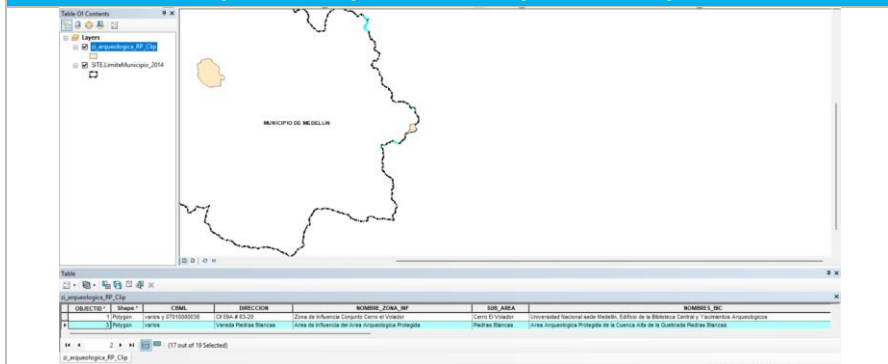 Table Of Contents
Layers
zi_arqueologica_RP_Clip
SITE.LimiteMunicipio_2014
MUNICIPIO DE MEDELLIN
Table
zi_arqueologica_RP_Clip
OBJECTID * Shape * CBML DIRECCION NOMBRE_ZONA_INF SUB_AREA NOMBRES_BIC
1 Polygon varios y 07010080038 Cll 59A # 63-20 Zona de Influencia Conjunto Cerro el Volador Cerro El Volador Universidad Nacional sede Medellin, Edificio de la Biblioteca Central y Yacimientos Arqueologicos
3 Polygon varios Vereda Piedras Blancas Area de Influencia del Area Arqueologica Protegida Piedras Blancas Area Arqueologica Protegida de la Cuenca Alta de la Quebrada Piedras Blancas
2 (17 out of 19 Selected)
zi_arqueologica_RP_Clip